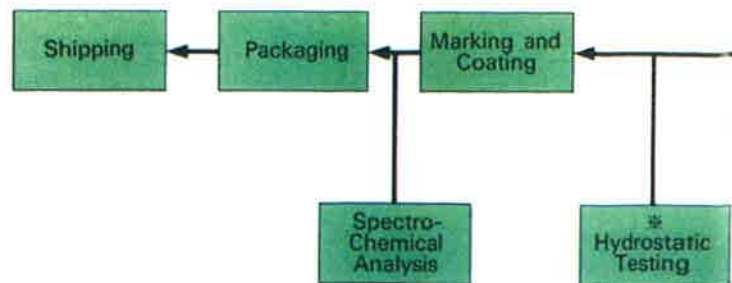 Shipping
Packaging
Marking and
Coating
Spectro-
Chemical
Analysis
※
Hydrostatic
Testing